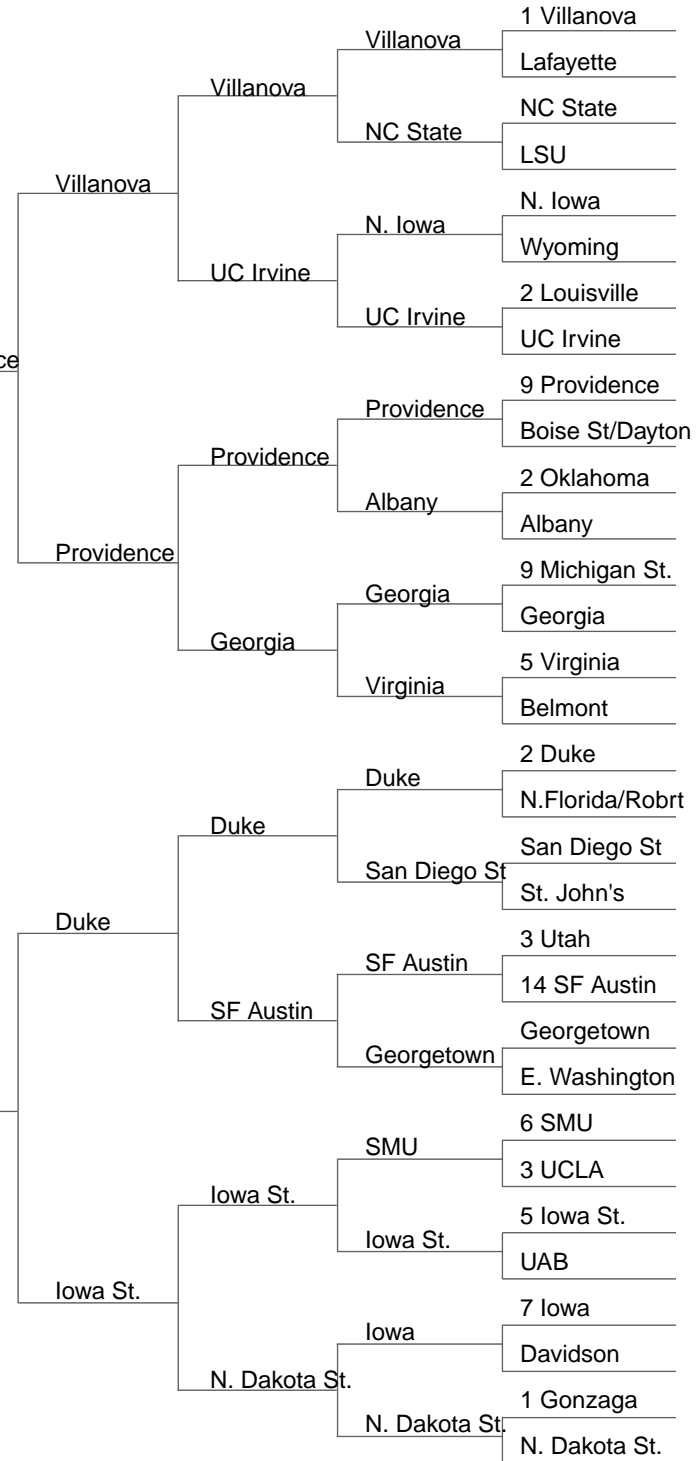 1 Villanova
Villanova
Lafayette
Villanova
NC State
NC State
LSU
Villanova
N. Iowa
N. Iowa
Wyoming
UC Irvine
2 Louisville
UC Irvine
UC Irvine
ce
9 Providence
Providence
Boise St/Dayton
Providence
2 Oklahoma
Albany
Albany
Providence
9 Michigan St.
Georgia
Georgia
Georgia
5 Virginia
Virginia
Belmont
2 Duke
Duke
N.Florida/Robrt
Duke
San Diego St
San Diego St
St. John's
Duke
3 Utah
SF Austin
14 SF Austin
SF Austin
Georgetown
Georgetown
E. Washington
6 SMU
SMU
3 UCLA
Iowa St.
5 Iowa St.
Iowa St.
UAB
Iowa St.
7 Iowa
Iowa
Davidson
N. Dakota St.
1 Gonzaga
N. Dakota St.
N. Dakota St.